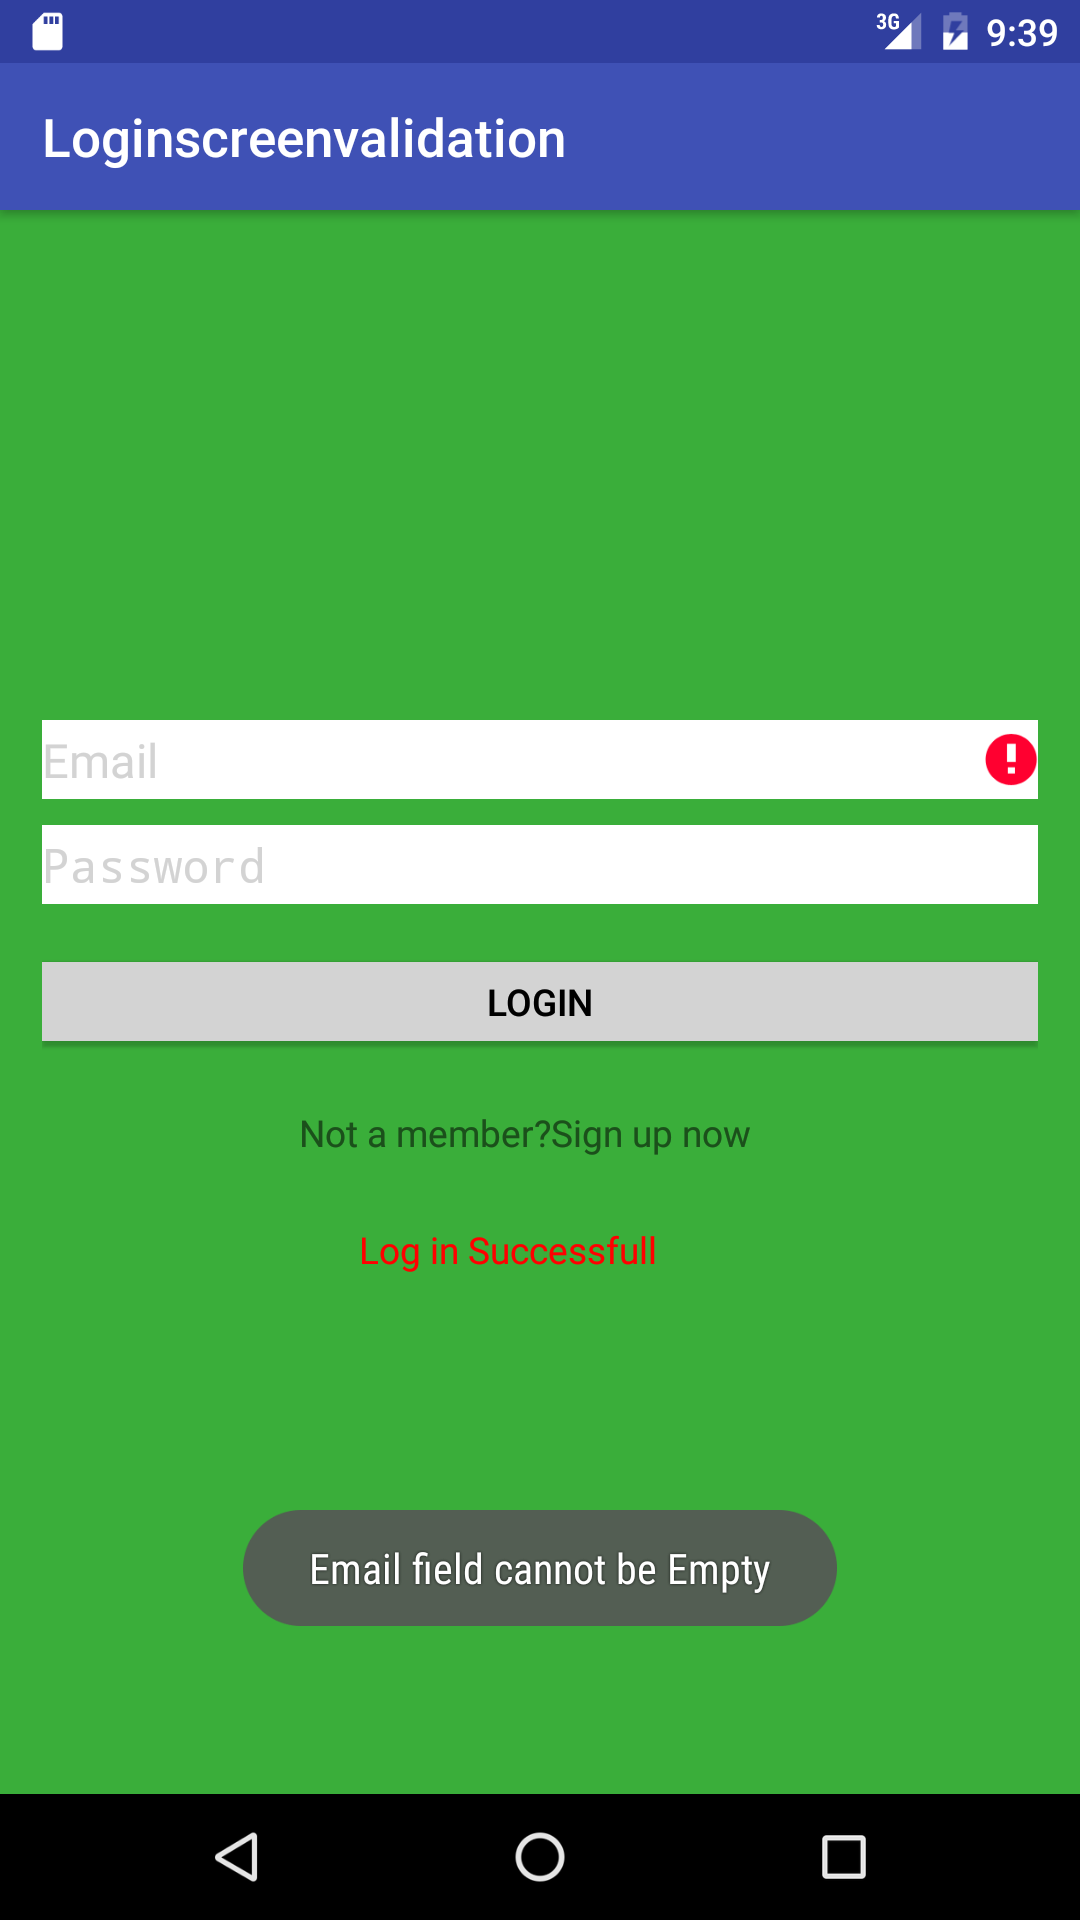 3G 9:39
Loginscreenvalidation
Email
Password
LOGIN
Not a member?Sign up now
Log in Successfull
Email field cannot be Empty